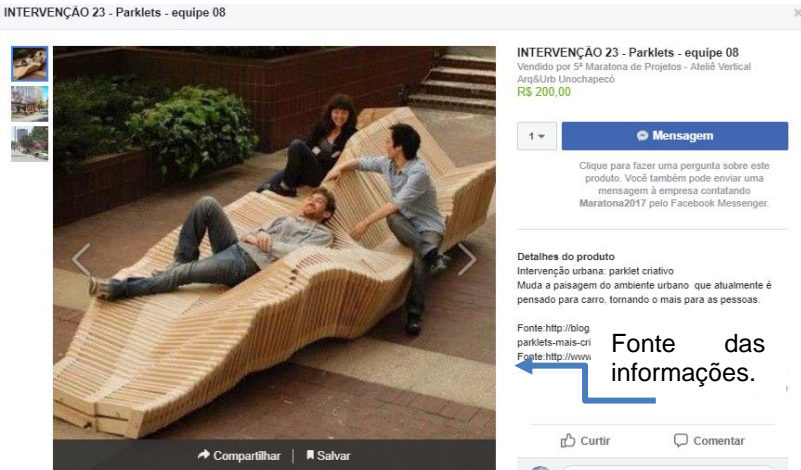 INTERVENÇÃO 23 - Parklets - equipe 08
INTERVENÇÃO 23 - Parklets - equipe 08
Vendido por 5ª Maratona de Projetos - Ateliê Vertical
Arq&Urb Unochapecó
R$ 200,00
1
Mensagem
Clique para fazer uma pergunta sobre este
produto. Você também pode enviar uma
mensagem à empresa contatando
Maratona2017 pelo Facebook Messenger.
Detalhes do produto
Intervenção urbana: parklet criativo
Muda a paisagem do ambiente urbano que atualmente é
pensado para carro, tornando o mais para as pessoas.
Fonte:http://blog.
parklets-mais-cri
Fonte:http://www
Fonte das
informações.
Compartilhar | Salvar
Curtir Comentar